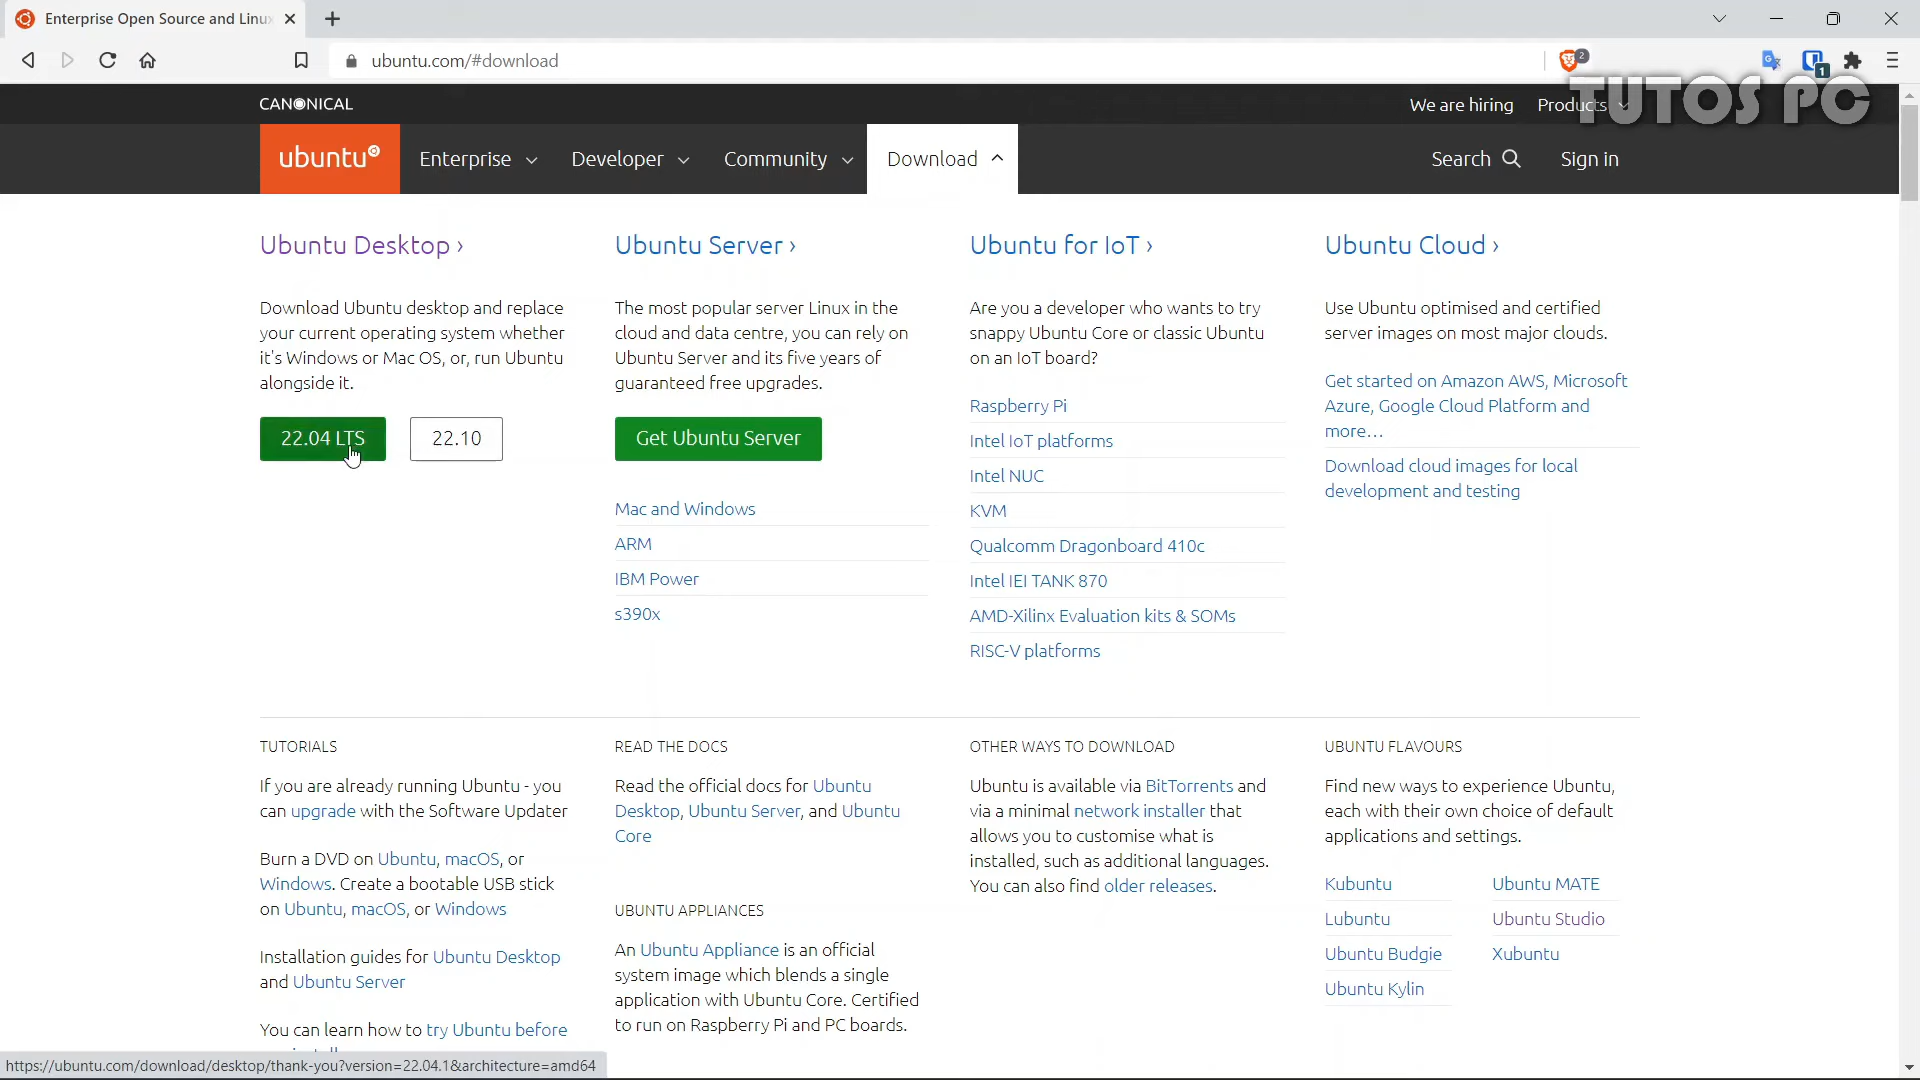 Enterprise Open Source and Linu
ubuntu.com/#download
2
1
TUTOS PC
CANONICAL
We are hiring
Products
ubuntu
Enterprise
Developer
Community
Download
Search
Sign in
Ubuntu Desktop ›
Download Ubuntu desktop and replace
your current operating system whether
it's Windows or Mac OS, or, run Ubuntu
alongside it.
22.04 LTS
22.10
Ubuntu Server ›
The most popular server Linux in the
cloud and data centre, you can rely on
Ubuntu Server and its five years of
guaranteed free upgrades.
Get Ubuntu Server
Mac and Windows
ARM
IBM Power
s390x
Ubuntu for IoT ›
Are you a developer who wants to try
snappy Ubuntu Core or classic Ubuntu
on an IoT board?
Raspberry Pi
Intel IoT platforms
Intel NUC
KVM
Qualcomm Dragonboard 410c
Intel IEI TANK 870
AMD-Xilinx Evaluation kits & SOMs
RISC-V platforms
Ubuntu Cloud ›
Use Ubuntu optimised and certified
server images on most major clouds.
Get started on Amazon AWS, Microsoft
Azure, Google Cloud Platform and
more…
Download cloud images for local
development and testing
TUTORIALS
If you are already running Ubuntu - you
can upgrade with the Software Updater
Burn a DVD on Ubuntu, macOS, or
Windows. Create a bootable USB stick
on Ubuntu, macOS, or Windows
Installation guides for Ubuntu Desktop
and Ubuntu Server
You can learn how to try Ubuntu before
READ THE DOCS
Read the official docs for Ubuntu
Desktop, Ubuntu Server, and Ubuntu
Core
UBUNTU APPLIANCES
An Ubuntu Appliance is an official
system image which blends a single
application with Ubuntu Core. Certified
to run on Raspberry Pi and PC boards.
OTHER WAYS TO DOWNLOAD
Ubuntu is available via BitTorrents and
via a minimal network installer that
allows you to customise what is
installed, such as additional languages.
You can also find older releases.
UBUNTU FLAVOURS
Find new ways to experience Ubuntu,
each with their own choice of default
applications and settings.
Kubuntu
Lubuntu
Ubuntu Budgie
Ubuntu Kylin
Ubuntu MATE
Ubuntu Studio
Xubuntu
https://ubuntu.com/download/desktop/thank-you?version=22.04.1&architecture=amd64